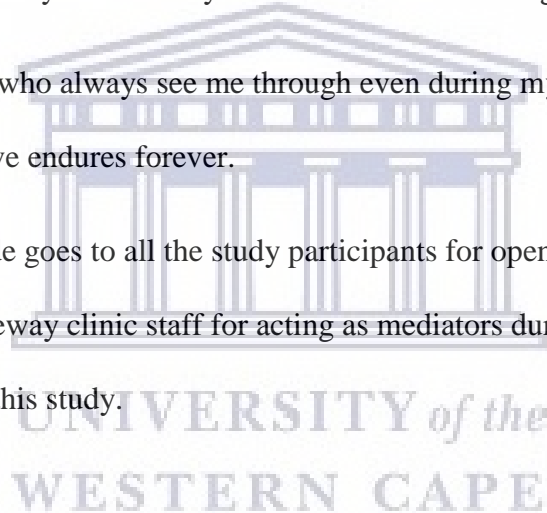 who always see me through even during my
ve endures forever.
e goes to all the study participants for open
eway clinic staff for acting as mediators dur
his study.
UNIVERSITY of the
WESTERN CAPE